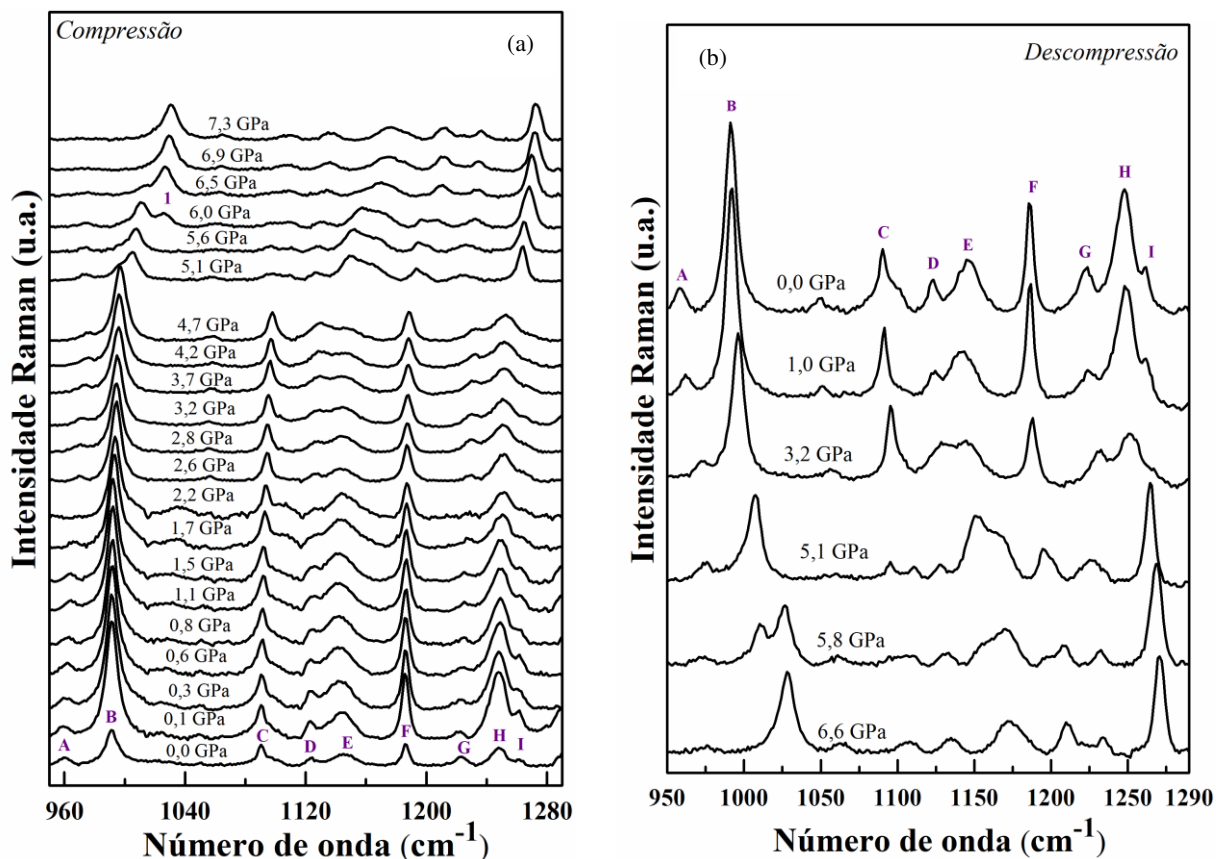 Compressão
(a)
7,3 GPa
6,9 GPa
6,5 GPa
1
6,0 GPa
5,6 GPa
5,1 GPa
4,7 GPa
4,2 GPa
3,7 GPa
3,2 GPa
2,8 GPa
2,6 GPa
2,2 GPa
1,7 GPa
1,5 GPa
1,1 GPa
0,8 GPa
0,6 GPa
0,3 GPa
0,1 GPa
0,0 GPa
A B C D E F G H I
960 1040 1120 1200 1280
Número de onda (cm⁻¹)
Intensidade Raman (u.a.)
(b)
Descompressão
A B C D E F G H I
0,0 GPa
1,0 GPa
3,2 GPa
5,1 GPa
5,8 GPa
6,6 GPa
950 1000 1050 1100 1150 1200 1250 1290
Número de onda (cm⁻¹)
Intensidade Raman (u.a.)